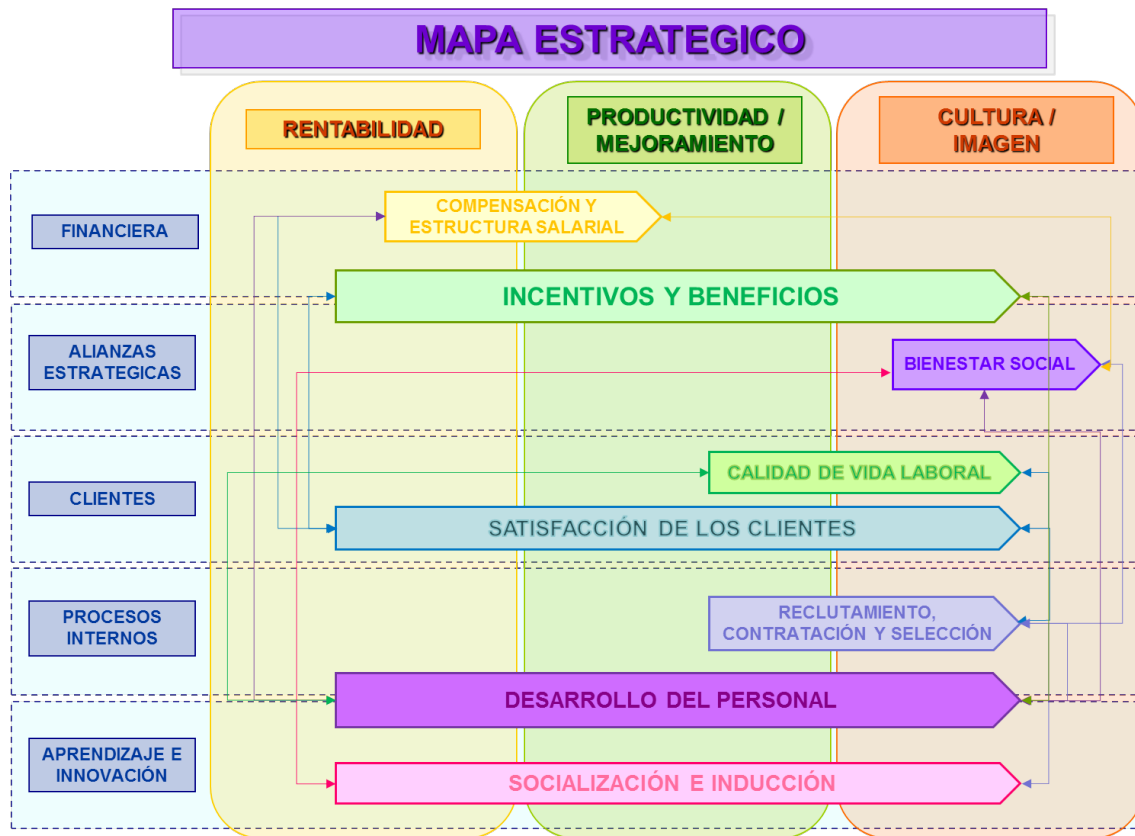 MAPA ESTRATEGICO
RENTABILIDAD
PRODUCTIVIDAD /
MEJORAMIENTO
CULTURA /
IMAGEN
FINANCIERA
COMPENSACIÓN Y
ESTRUCTURA SALARIAL
INCENTIVOS Y BENEFICIOS
ALIANZAS
ESTRATEGICAS
BIENESTAR SOCIAL
CLIENTES
CALIDAD DE VIDA LABORAL
SATISFACCIÓN DE LOS CLIENTES
PROCESOS
INTERNOS
RECLUTAMIENTO,
CONTRATACIÓN Y SELECCIÓN
DESARROLLO DEL PERSONAL
APRENDIZAJE E
INNOVACIÓN
SOCIALIZACIÓN E INDUCCIÓN